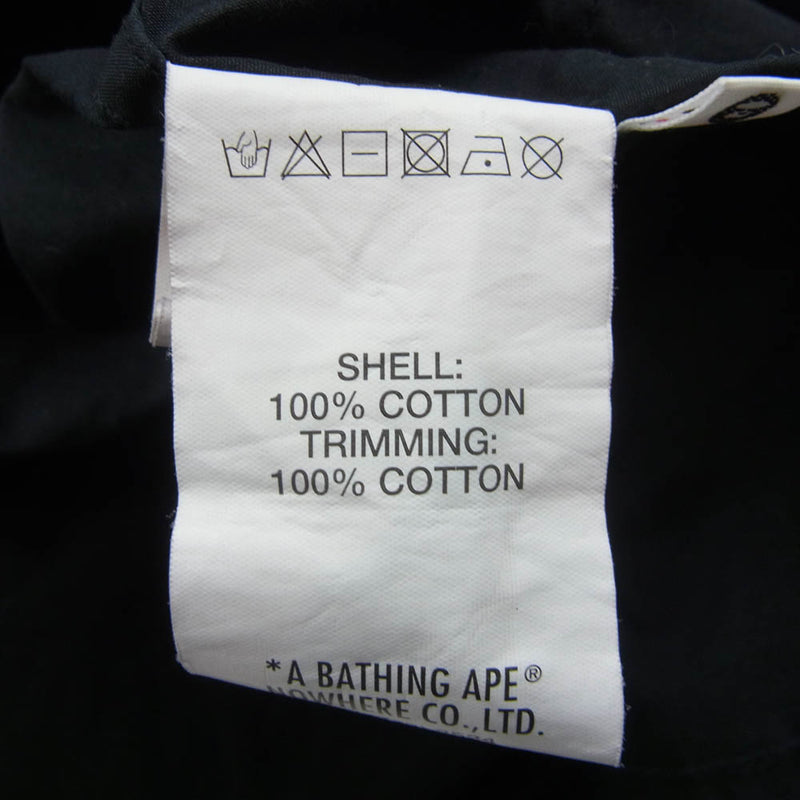 SHELL:
100% COTTON
TRIMMING:
100% COTTON
*A BATHING APE®
NOWHERE CO.,LTD.